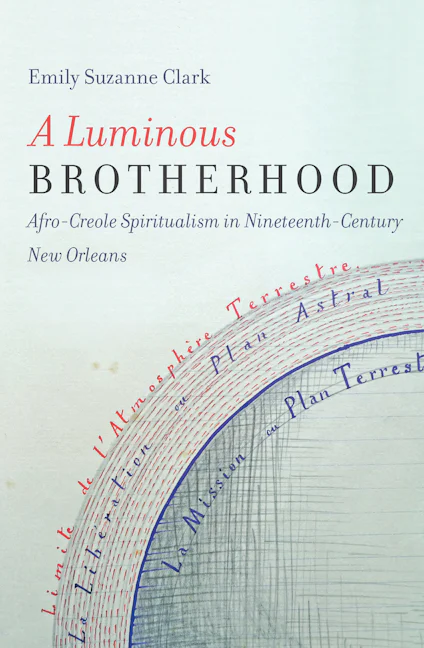 Emily Suzanne Clark
A Luminous
BROTHERHOOD
Afro-Creole Spiritualism in Nineteenth-Century
New Orleans
Limite de l'Atmosphère Terrestre.
La Libération ou Plan Astral
La Mission ou Plan Terrest